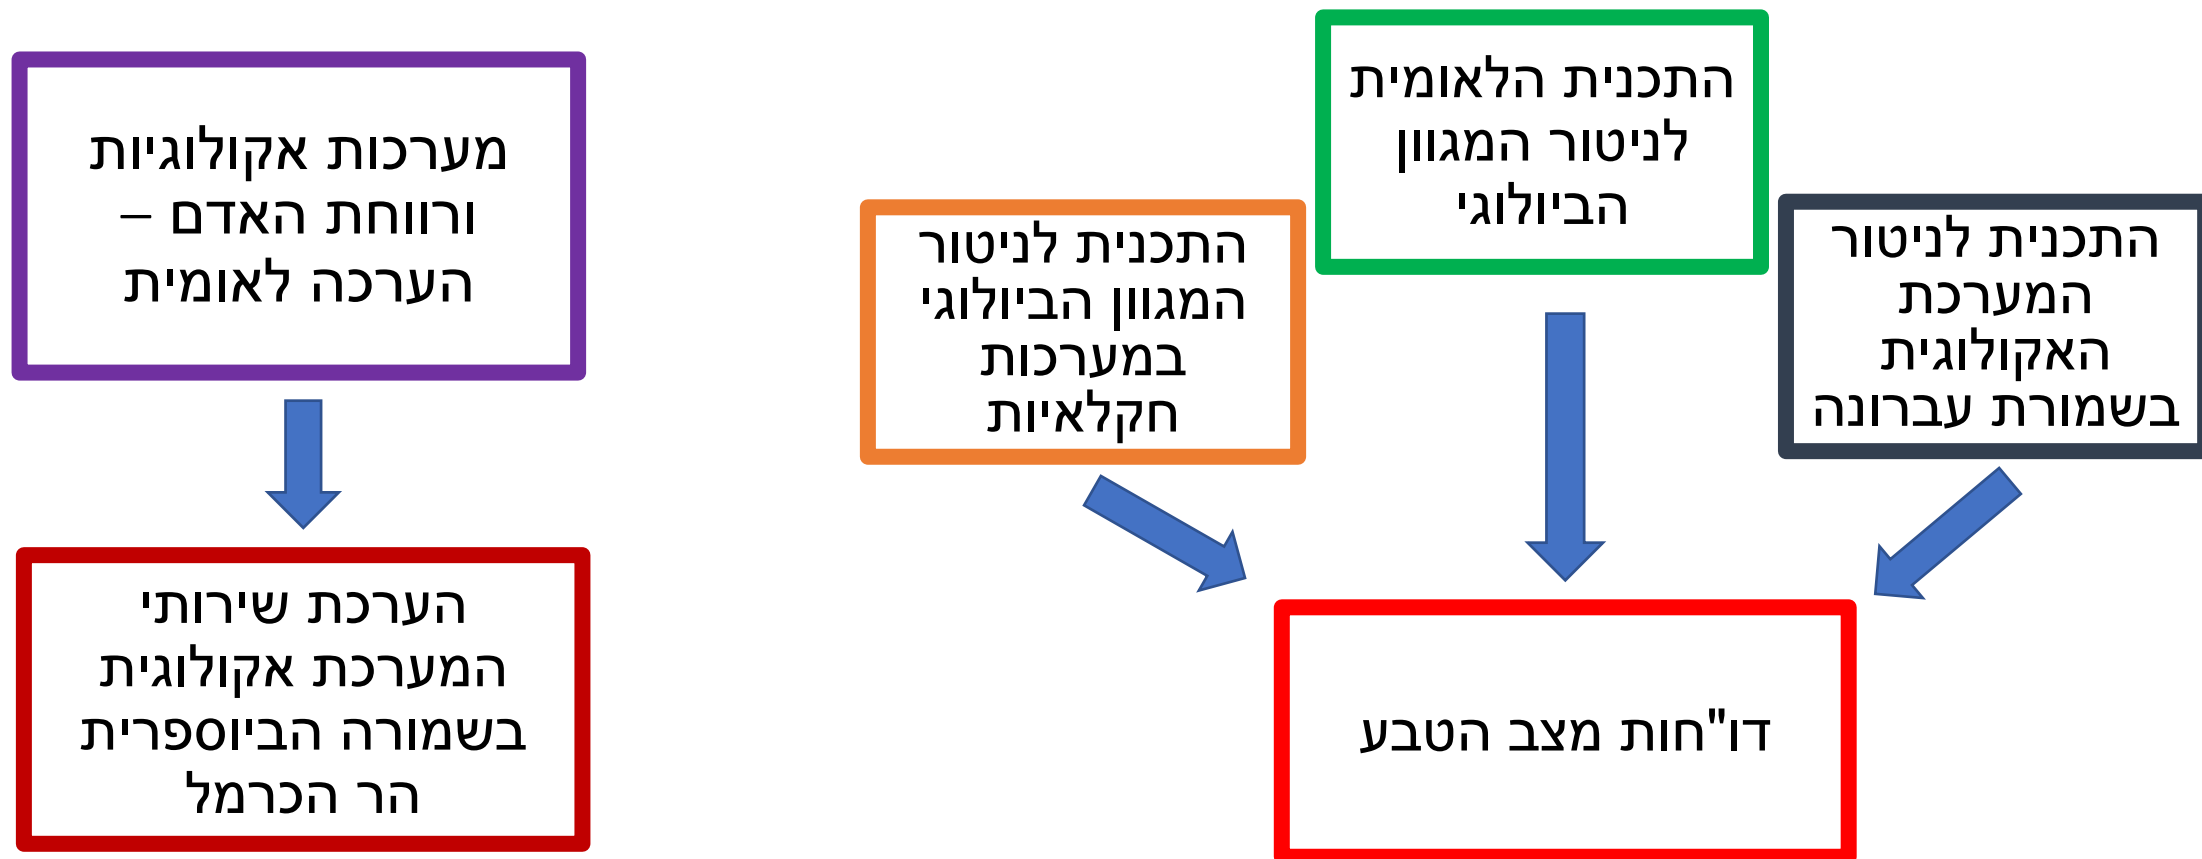 התכנית הלאומית
לניטור המגוון
הביולוגי
התכנית לניטור
המערכת
האקולוגית
בשמורת עברונה
התכנית לניטור
המגוון הביולוגי
במערכות
חקלאיות
דו"חות מצב הטבע
מערכות אקולוגיות
ורווחת האדם –
הערכה לאומית
הערכת שירותי
המערכת אקולוגית
בשמורה הביוספרית
הר הכרמל